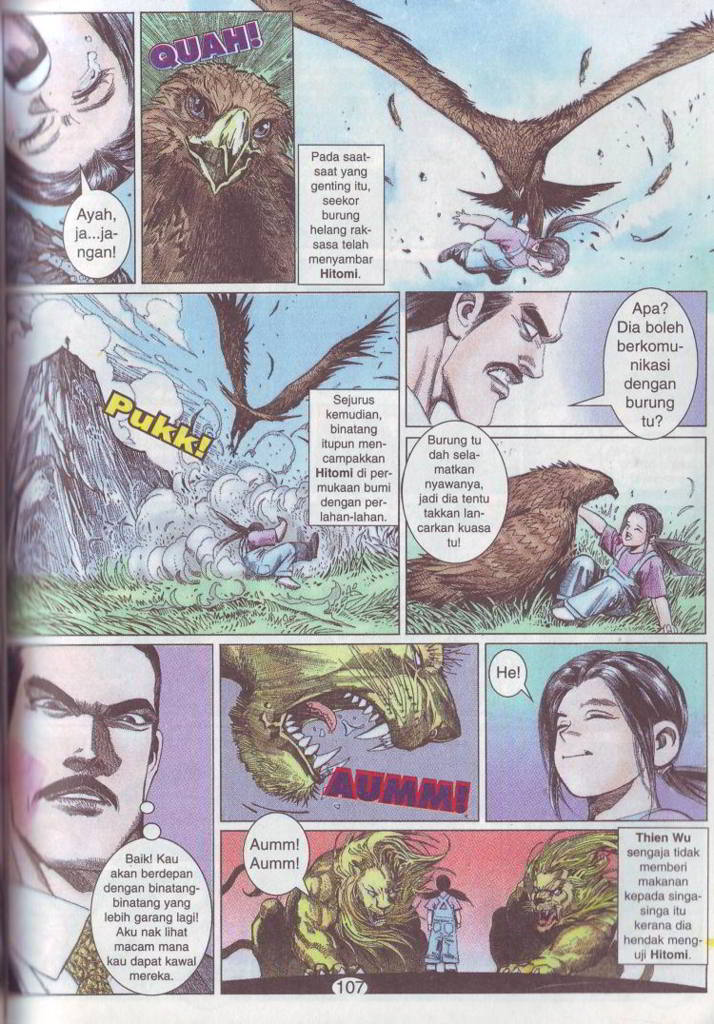 Ayah,
ja...ja-
ngan!
QUAH!
Pada saat-
saat yang
genting itu,
seekor
burung
helang rak-
sasa telah
menyambar
Hitomi.
Pukk!
Sejurus
kemudian,
binatang
itupun men-
campakkan
Hitomi di per-
mukaan bumi
dengan per-
lahan-lahan.
Apa?
Dia boleh
berkomu-
nikasi
dengan
burung
tu?
Burung tu
dah sela-
matkan
nyawanya,
jadi dia tentu
takkan lan-
carkan kuasa
tu!
Baik! Kau
akan berdepan
dengan binatang-
binatang yang
lebih garang lagi!
Aku nak lihat
macam mana
kau dapat kawal
mereka.
AUMM!
He!
Aumm!
Aumm!
Thien Wu
sengaja tidak
memberi
makanan
kepada singa-
singa itu
kerana dia
hendak meng-
uji Hitomi.
107